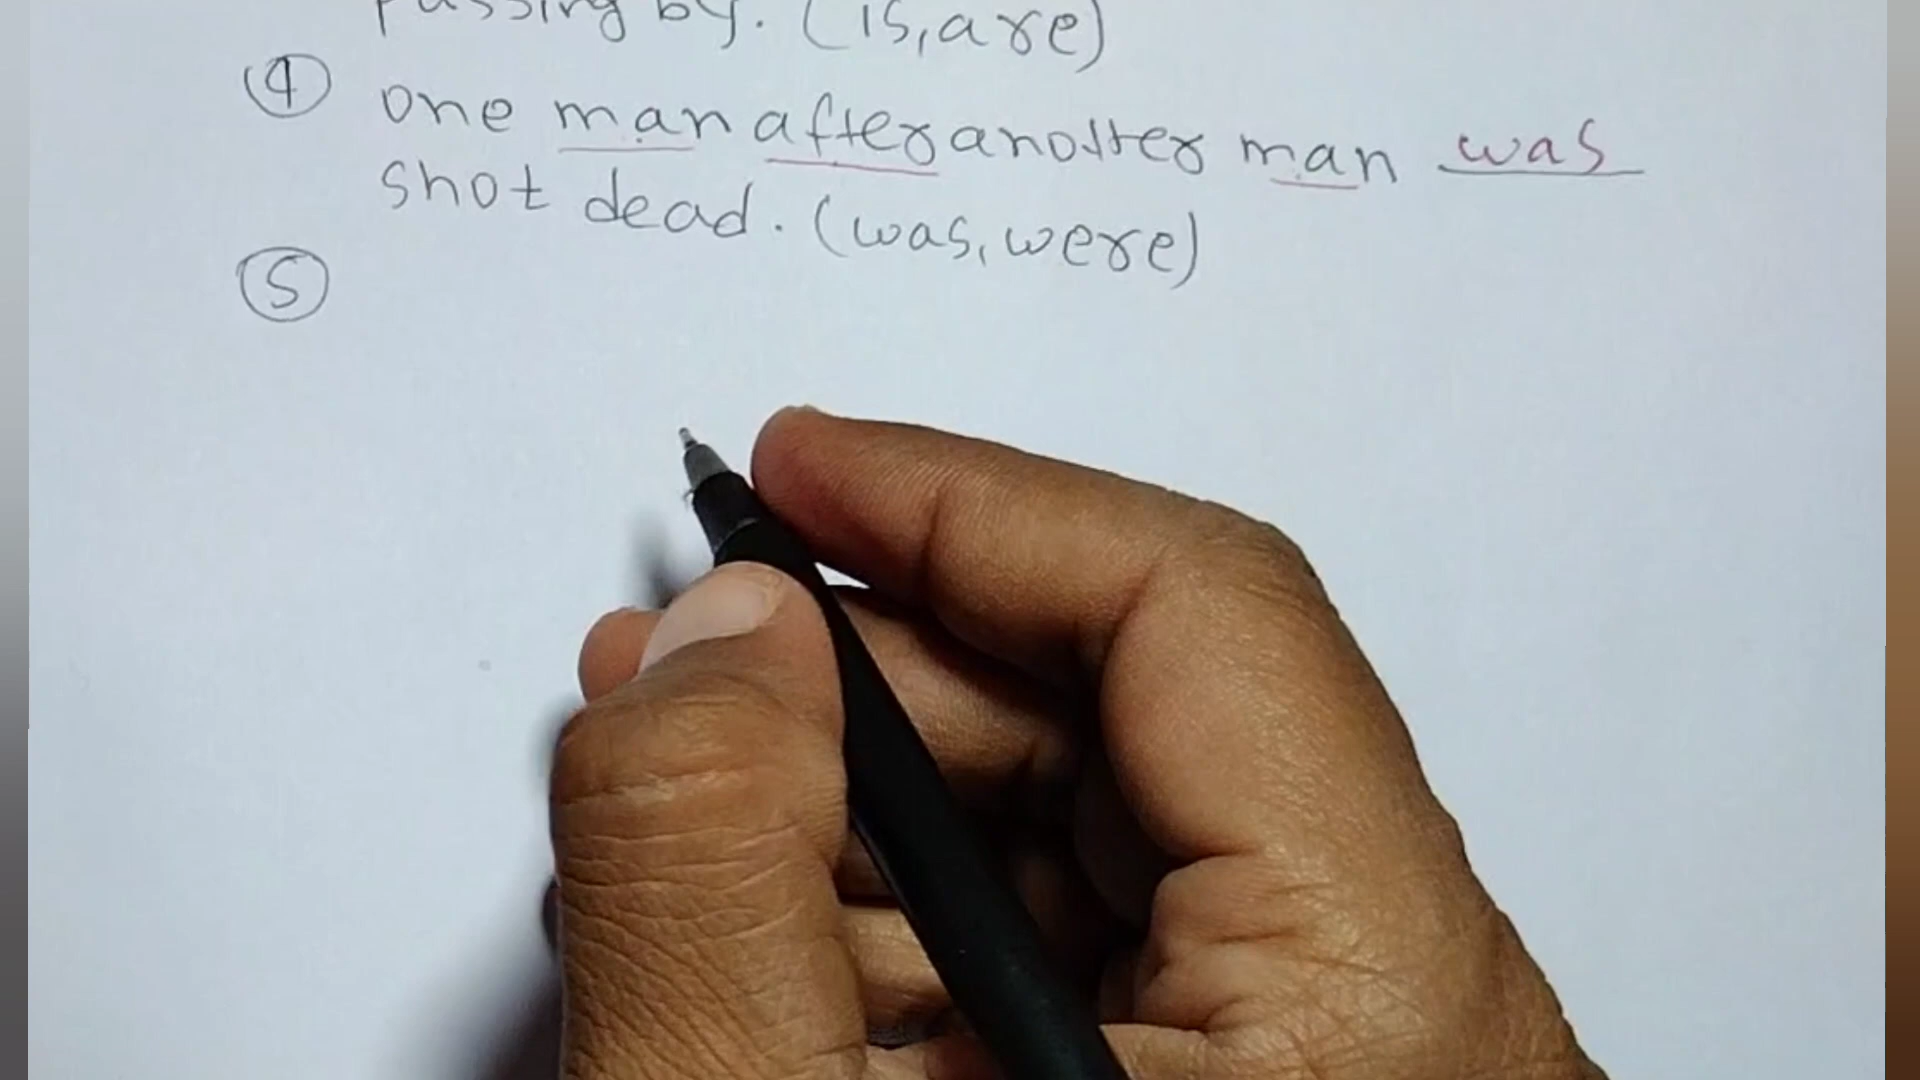 passing by. (is, are)
④ one man after another man was
shot dead. (was, were)
⑤